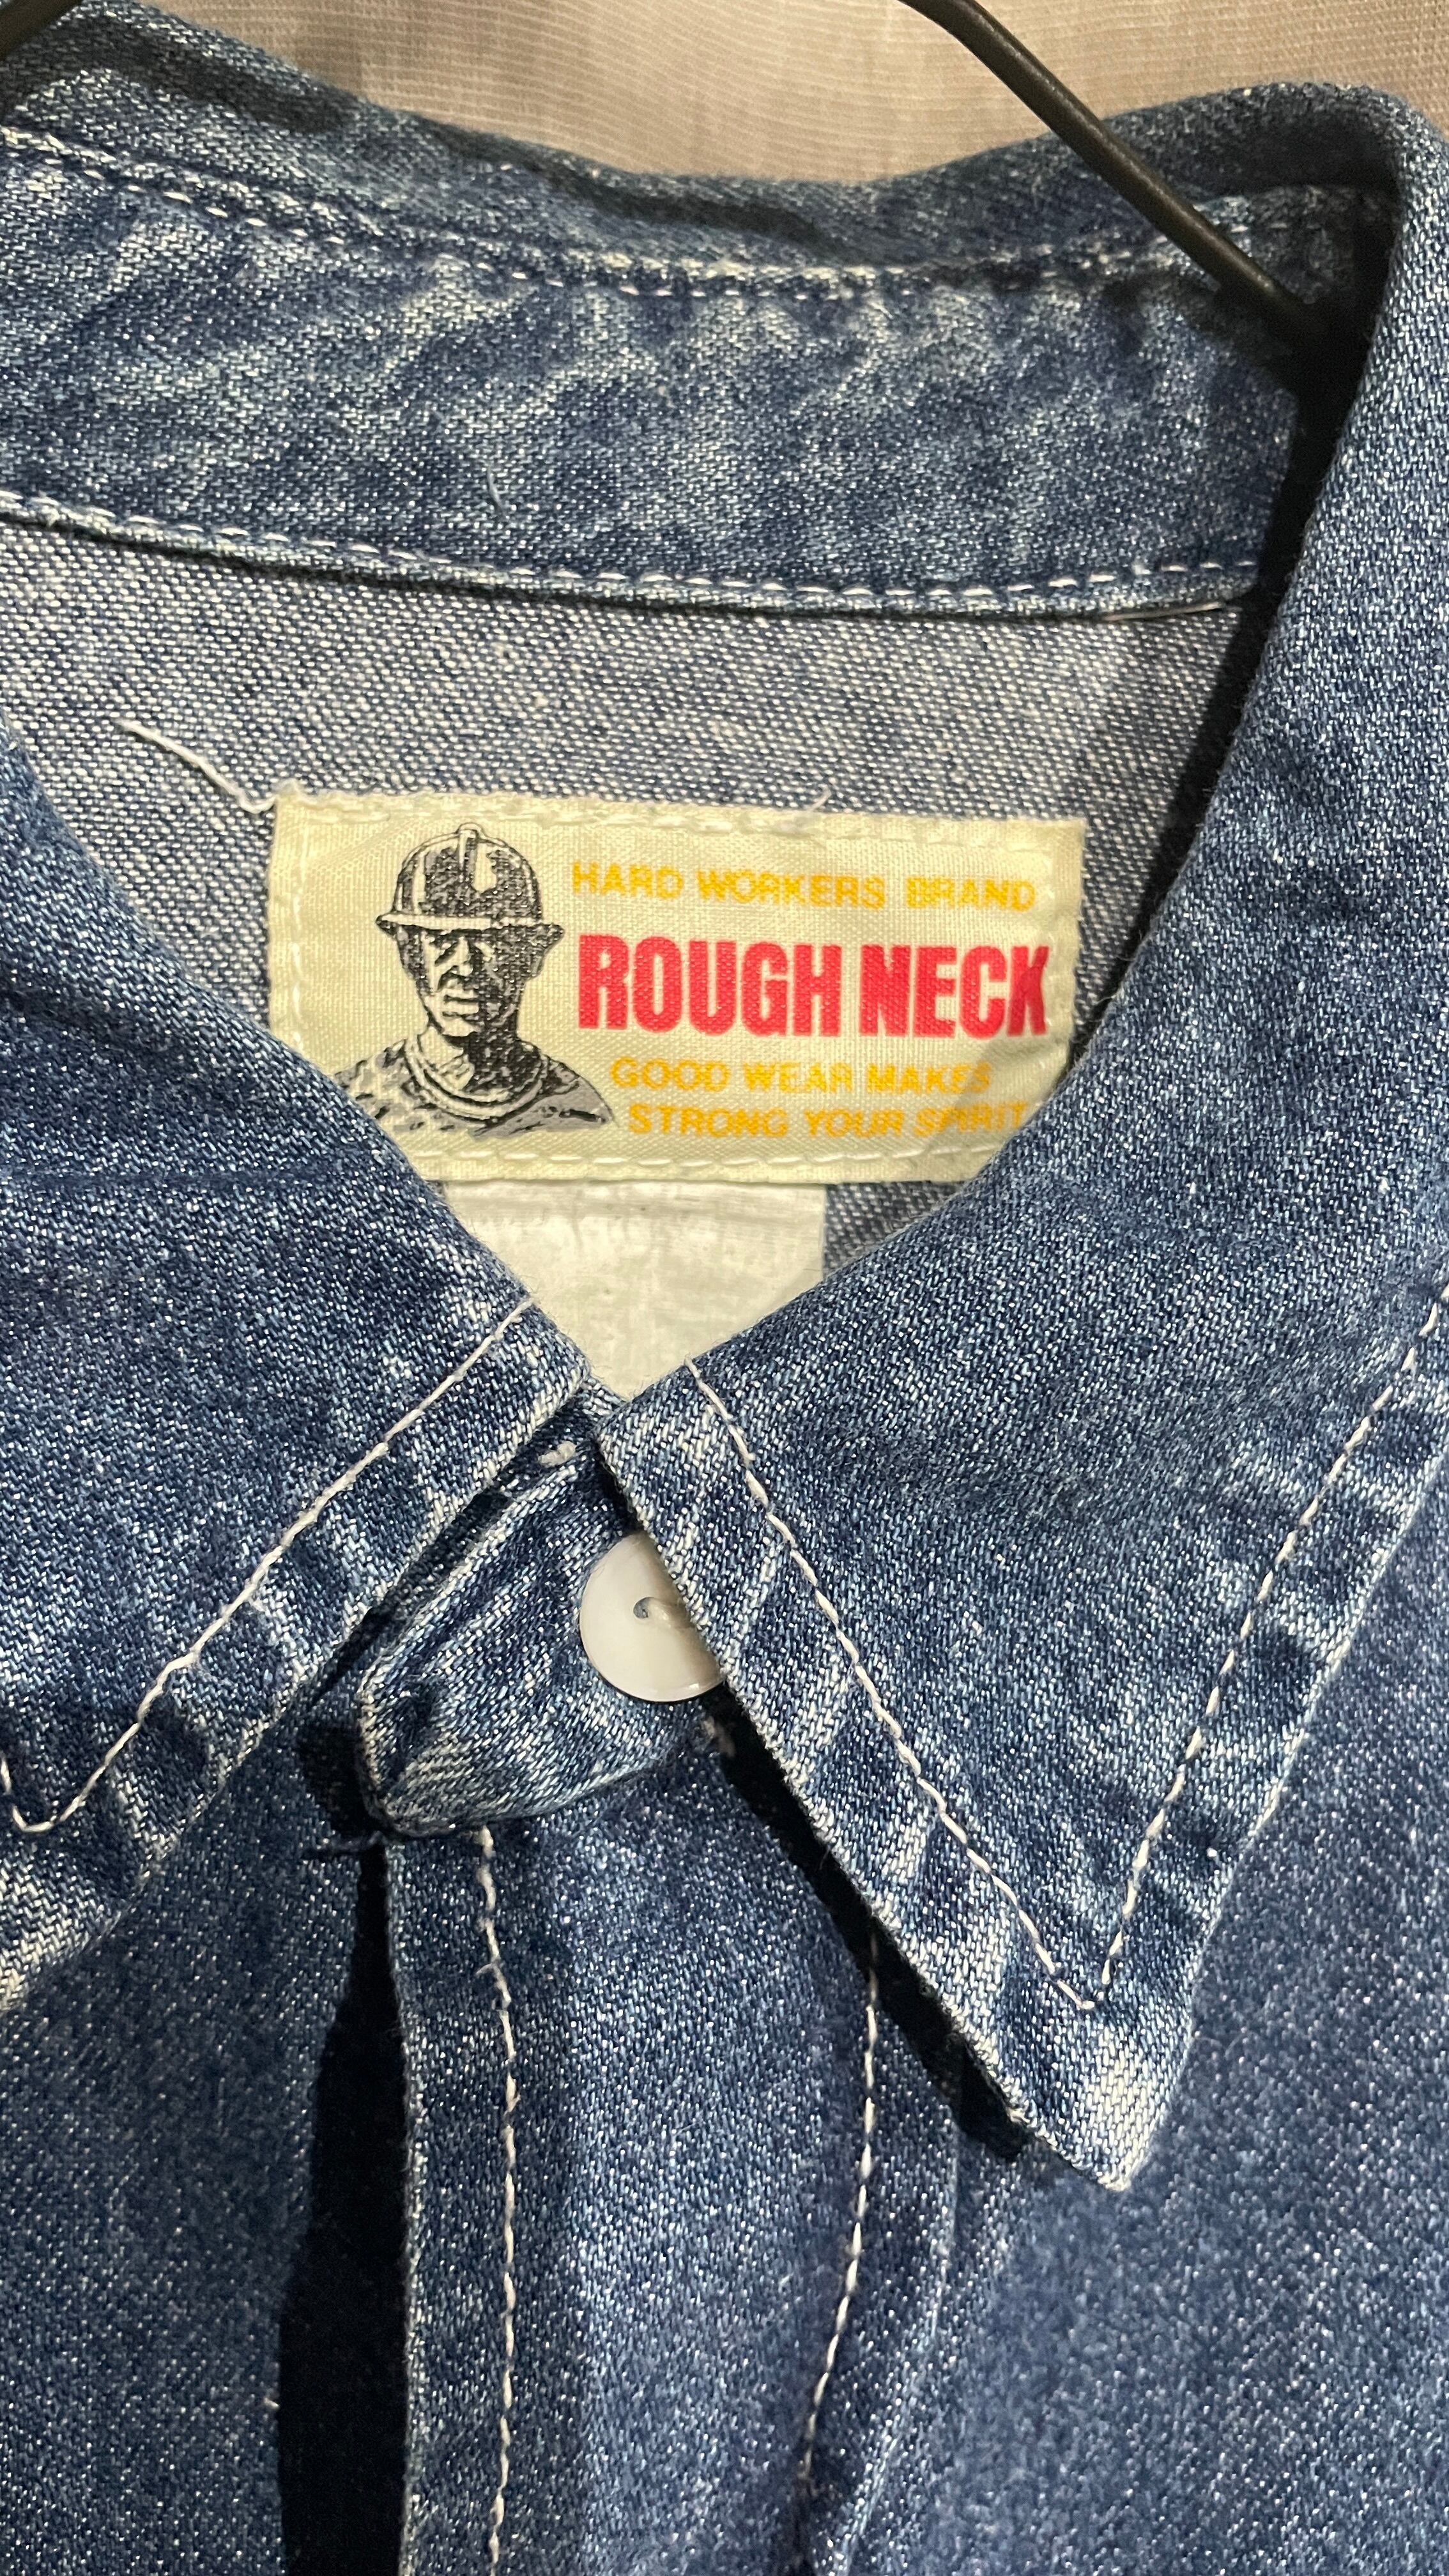 HARD WORKERS BRAND
ROUGH NECK
GOOD WEAR MAKES
STRONG YOUR SPIRIT